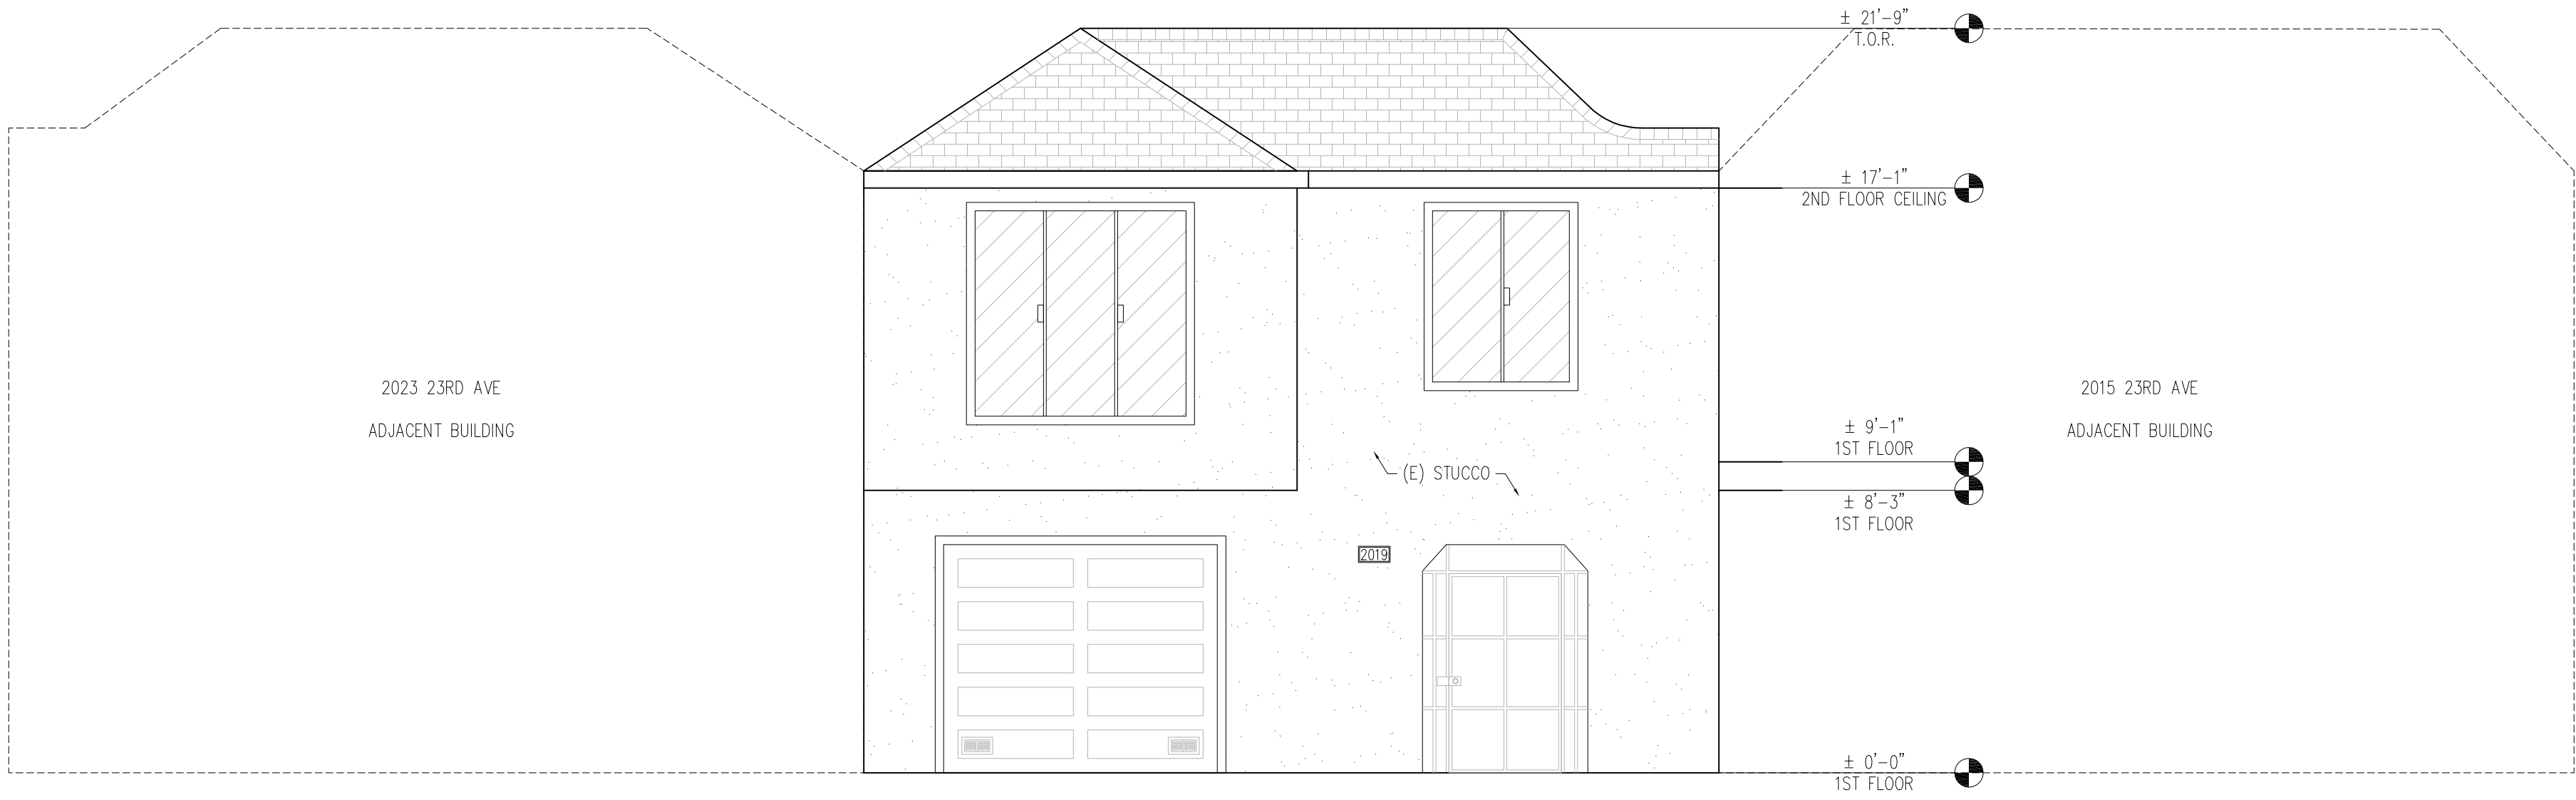 ± 21'-9"
T.O.R.
± 17'-1"
2ND FLOOR CEILING
2023 23RD AVE
ADJACENT BUILDING
2015 23RD AVE
ADJACENT BUILDING
± 9'-1"
1ST FLOOR
(E) STUCCO
± 8'-3"
1ST FLOOR
2019
± 0'-0"
1ST FLOOR